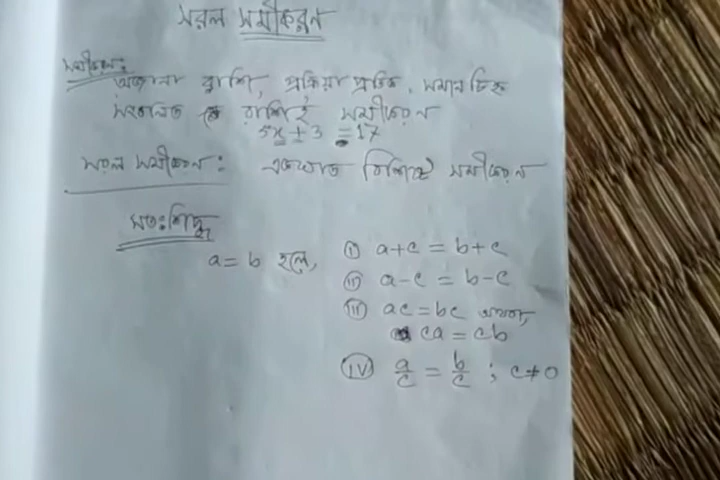 সরল সমীকরণ
সমীকরণ:
অজানা রাশি, প্রক্রিয়া প্রতীক, সমান চিহ্ন
সংবলিত রাশিই সমীকরণ
5x + 3 = 17
সরল সমীকরণ: একঘাত বিশিষ্ট সমীকরণ
স্বতঃসিদ্ধ
a = b হলে, (i) a+c = b+c
(ii) a-c = b-c
(iii) ac = bc অথবা,
ca = cb
(iv) a/c = b/c ; c≠0